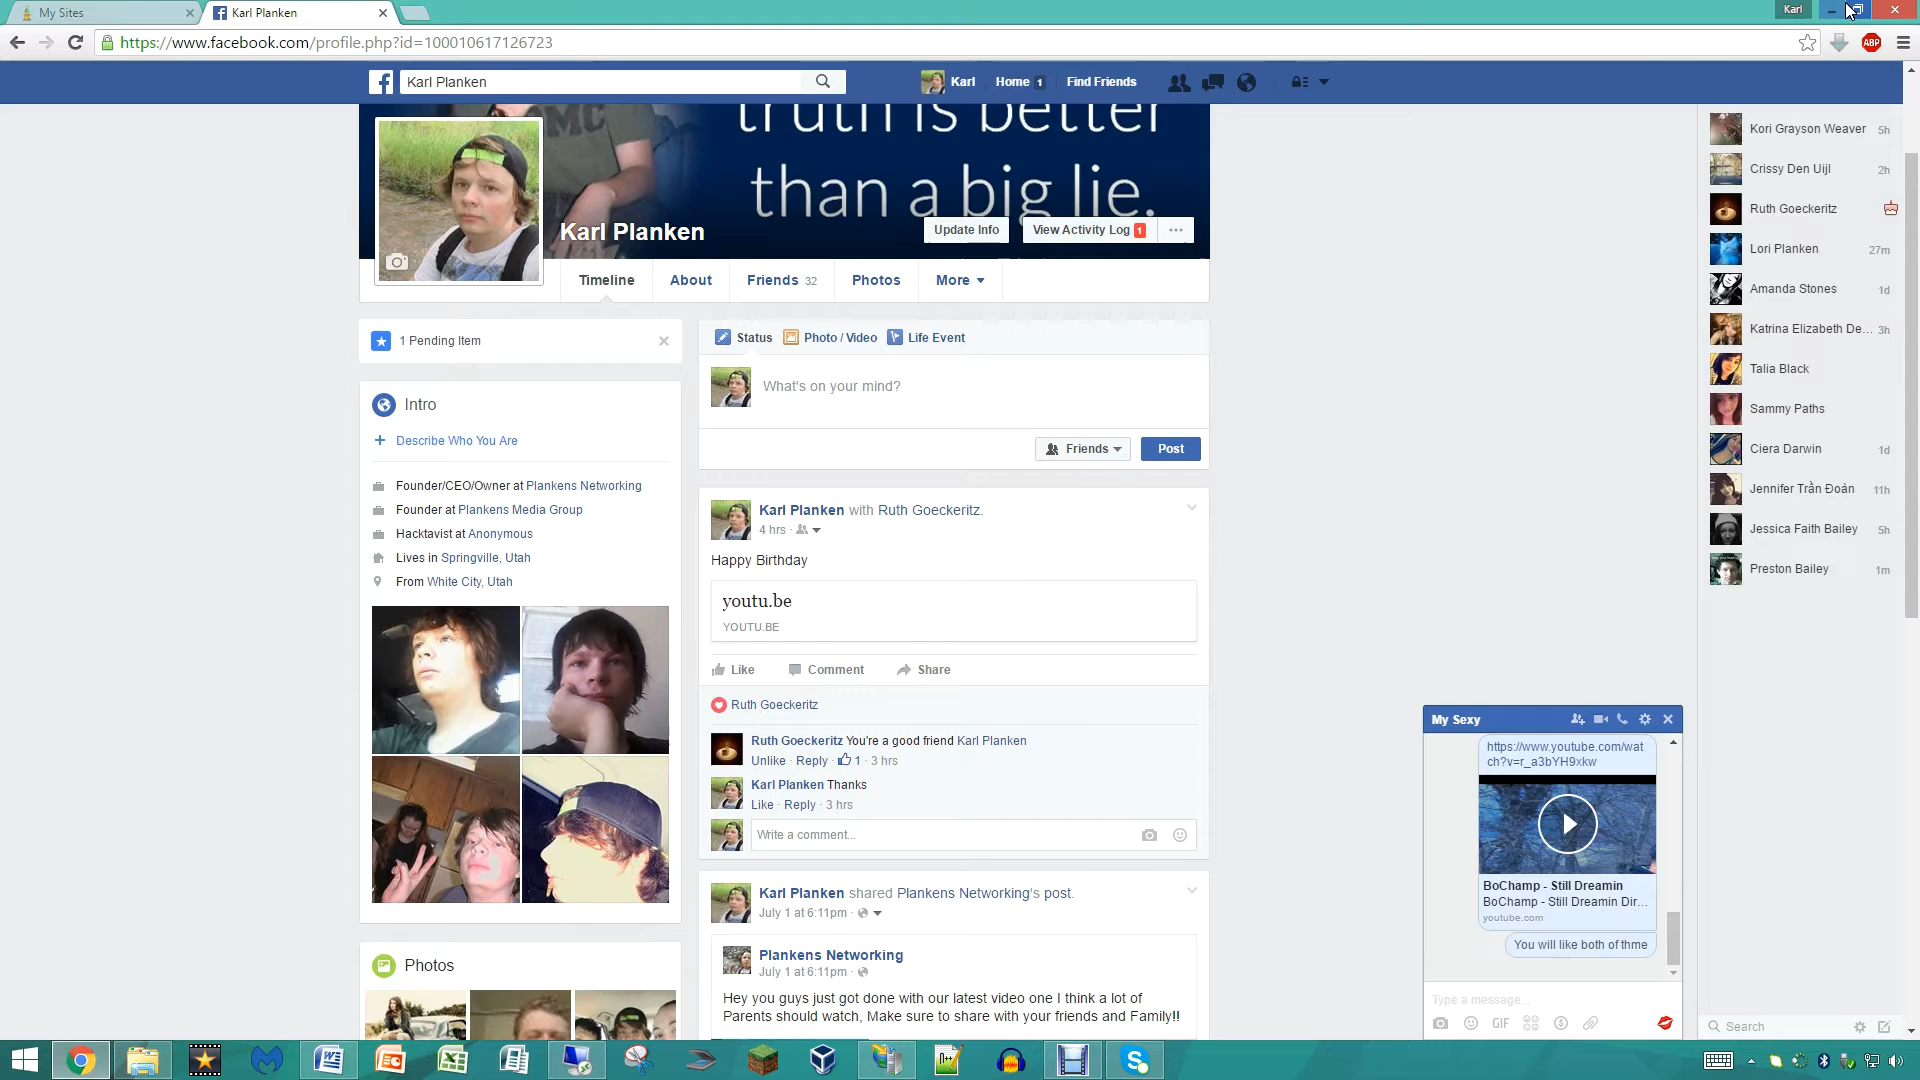 My Sites
Karl Planken
Karl
https://www.facebook.com/profile.php?id=100010617126723
ABP
Karl Planken
Karl
Home 1
Find Friends
truth is better
than a big lie.
Karl Planken
Update Info
View Activity Log 1
Timeline
About
Friends 32
Photos
More
1 Pending Item
Intro
Describe Who You Are
Founder/CEO/Owner at Plankens Networking
Founder at Plankens Media Group
Hacktavist at Anonymous
Lives in Springville, Utah
From White City, Utah
Photos
Status
Photo / Video
Life Event
What's on your mind?
Friends
Post
Karl Planken with Ruth Goeckeritz.
4 hrs ·
Happy Birthday
youtu.be
YOUTU.BE
Like
Comment
Share
Ruth Goeckeritz
Ruth Goeckeritz You're a good friend Karl Planken
Unlike · Reply · 1 · 3 hrs
Karl Planken Thanks
Like · Reply · 3 hrs
Write a comment...
Karl Planken shared Plankens Networking's post.
July 1 at 6:11pm ·
Plankens Networking
July 1 at 6:11pm ·
Hey you guys just got done with our latest video one I think a lot of
Parents should watch, Make sure to share with your friends and Family!!
Kori Grayson Weaver 5h
Crissy Den Uijl 2h
Ruth Goeckeritz
Lori Planken 27m
Amanda Stones 1d
Katrina Elizabeth De... 3h
Talia Black
Sammy Paths
Ciera Darwin 1d
Jennifer Trần Đoản 11h
Jessica Faith Bailey 5h
Preston Bailey 1m
My Sexy
https://www.youtube.com/wat
ch?v=r_a3bYH9xkw
BoChamp - Still Dreamin
BoChamp - Still Dreamin Dir...
youtube.com
You will like both of thme
Type a message...
GIF
Search